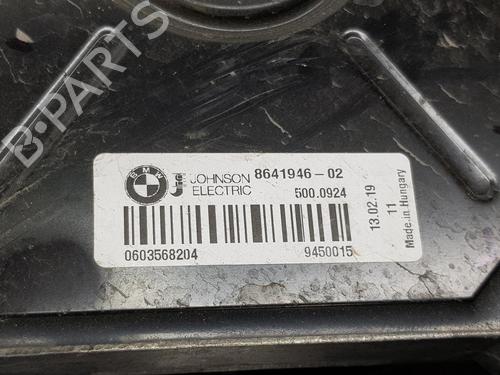 B-PARTS
BMW
JOHNSON
ELECTRIC
8641946-02
500.0924
0603568204
9450015
13.02.19
11
Made.in.Hungary